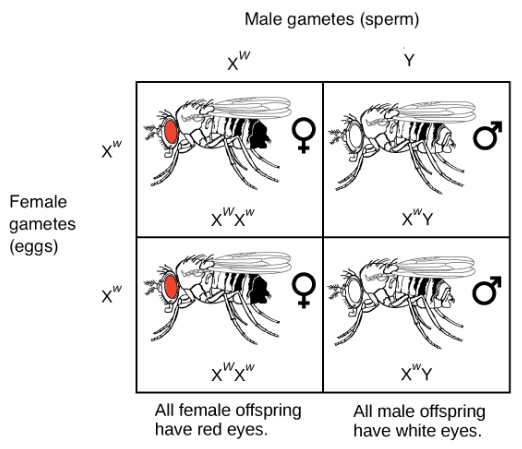 Male gametes (sperm)
X^W Y
X^w
Female
gametes
(eggs)
♀ ♂
X^W X^w X^w Y
X^w
♀ ♂
X^W X^w X^w Y
All female offspring
have red eyes.
All male offspring
have white eyes.